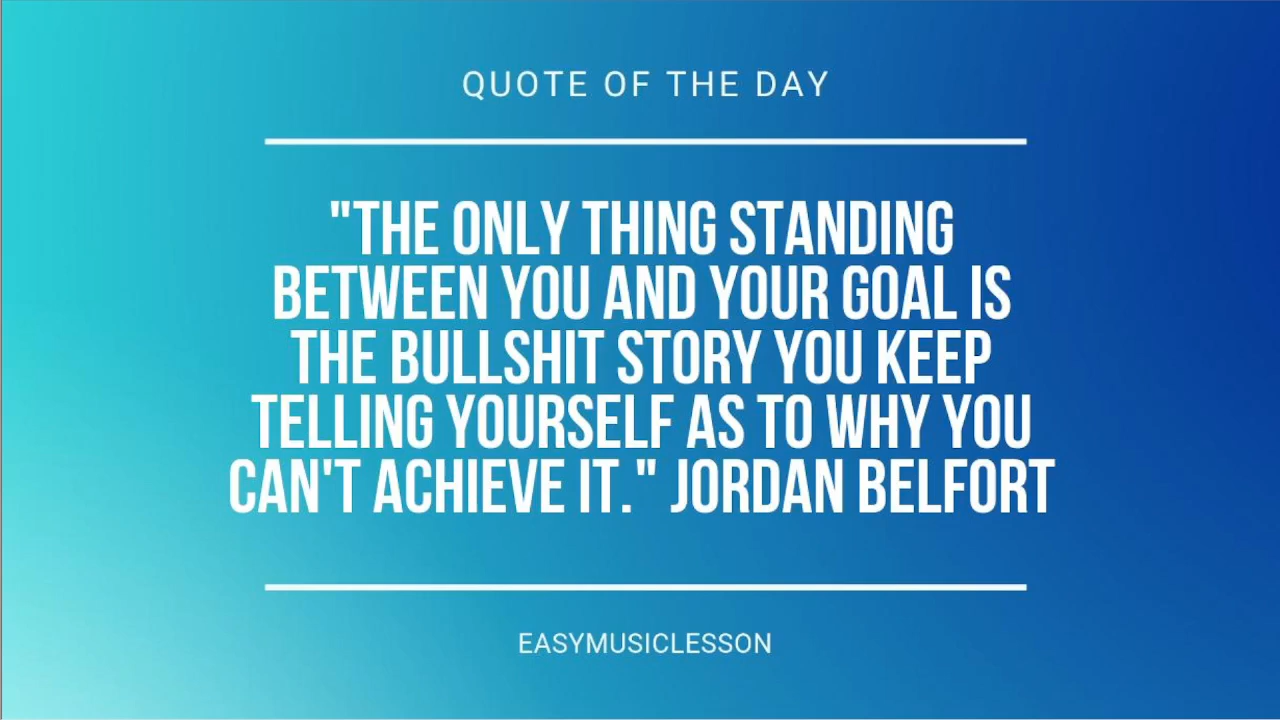 QUOTE OF THE DAY
"THE ONLY THING STANDING
BETWEEN YOU AND YOUR GOAL IS
THE BULLSHIT STORY YOU KEEP
TELLING YOURSELF AS TO WHY YOU
CAN'T ACHIEVE IT." JORDAN BELFORT
EASYMUSICLESSON